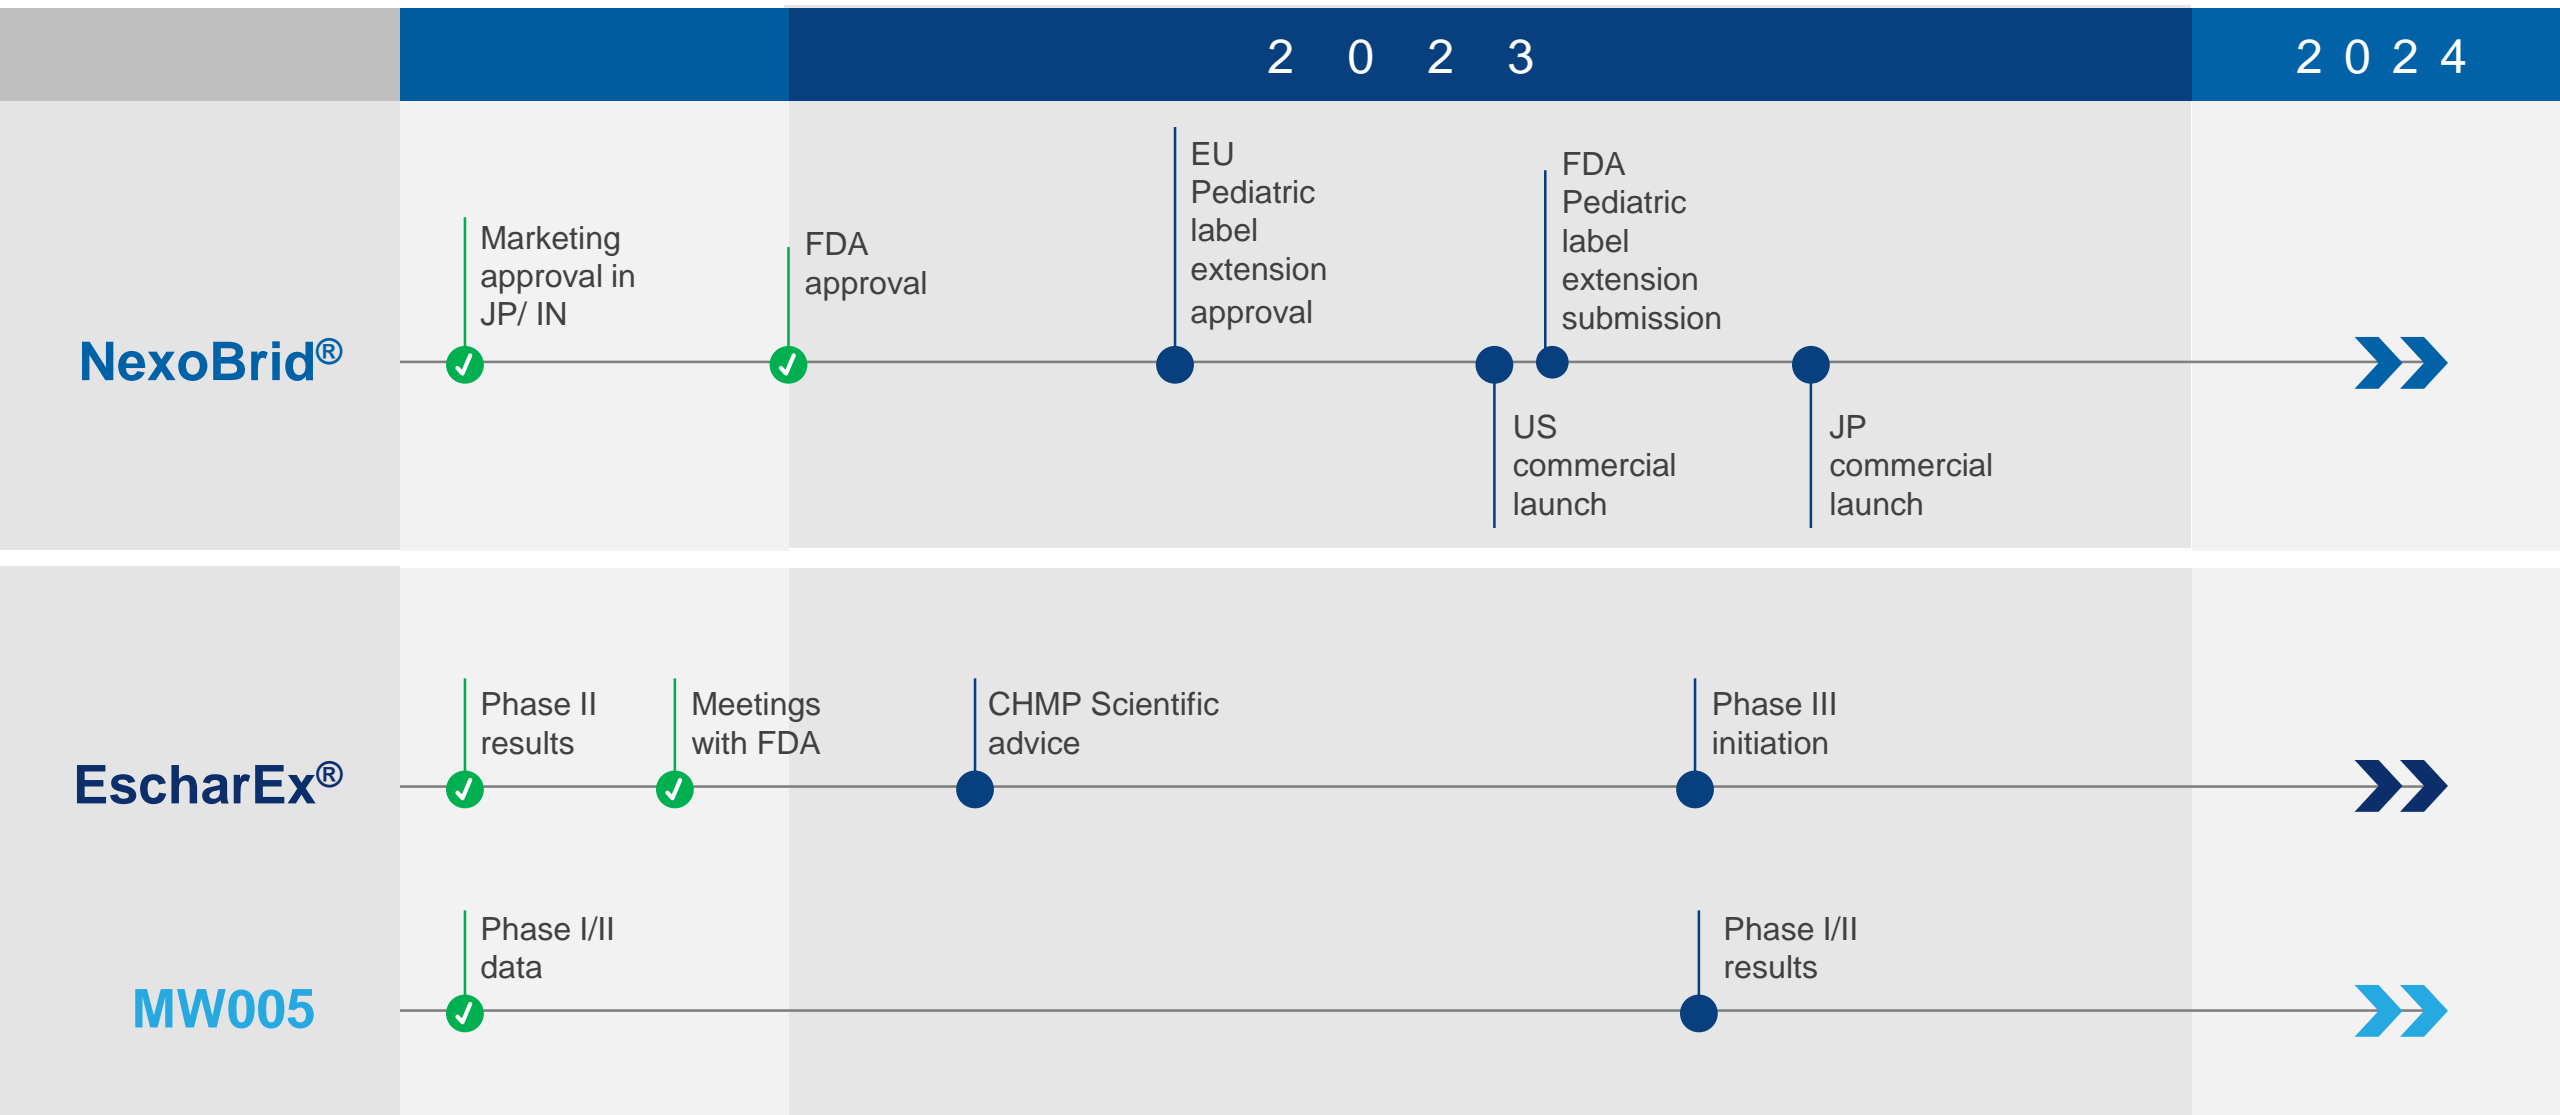 2 0 2 3
2 0 2 4
NexoBrid®
Marketing
approval in
JP/ IN
FDA
approval
EU
Pediatric
label
extension
approval
FDA
Pediatric
label
extension
submission
US
commercial
launch
JP
commercial
launch
EscharEx®
Phase II
results
Meetings
with FDA
CHMP Scientific
advice
Phase III
initiation
MW005
Phase I/II
data
Phase I/II
results